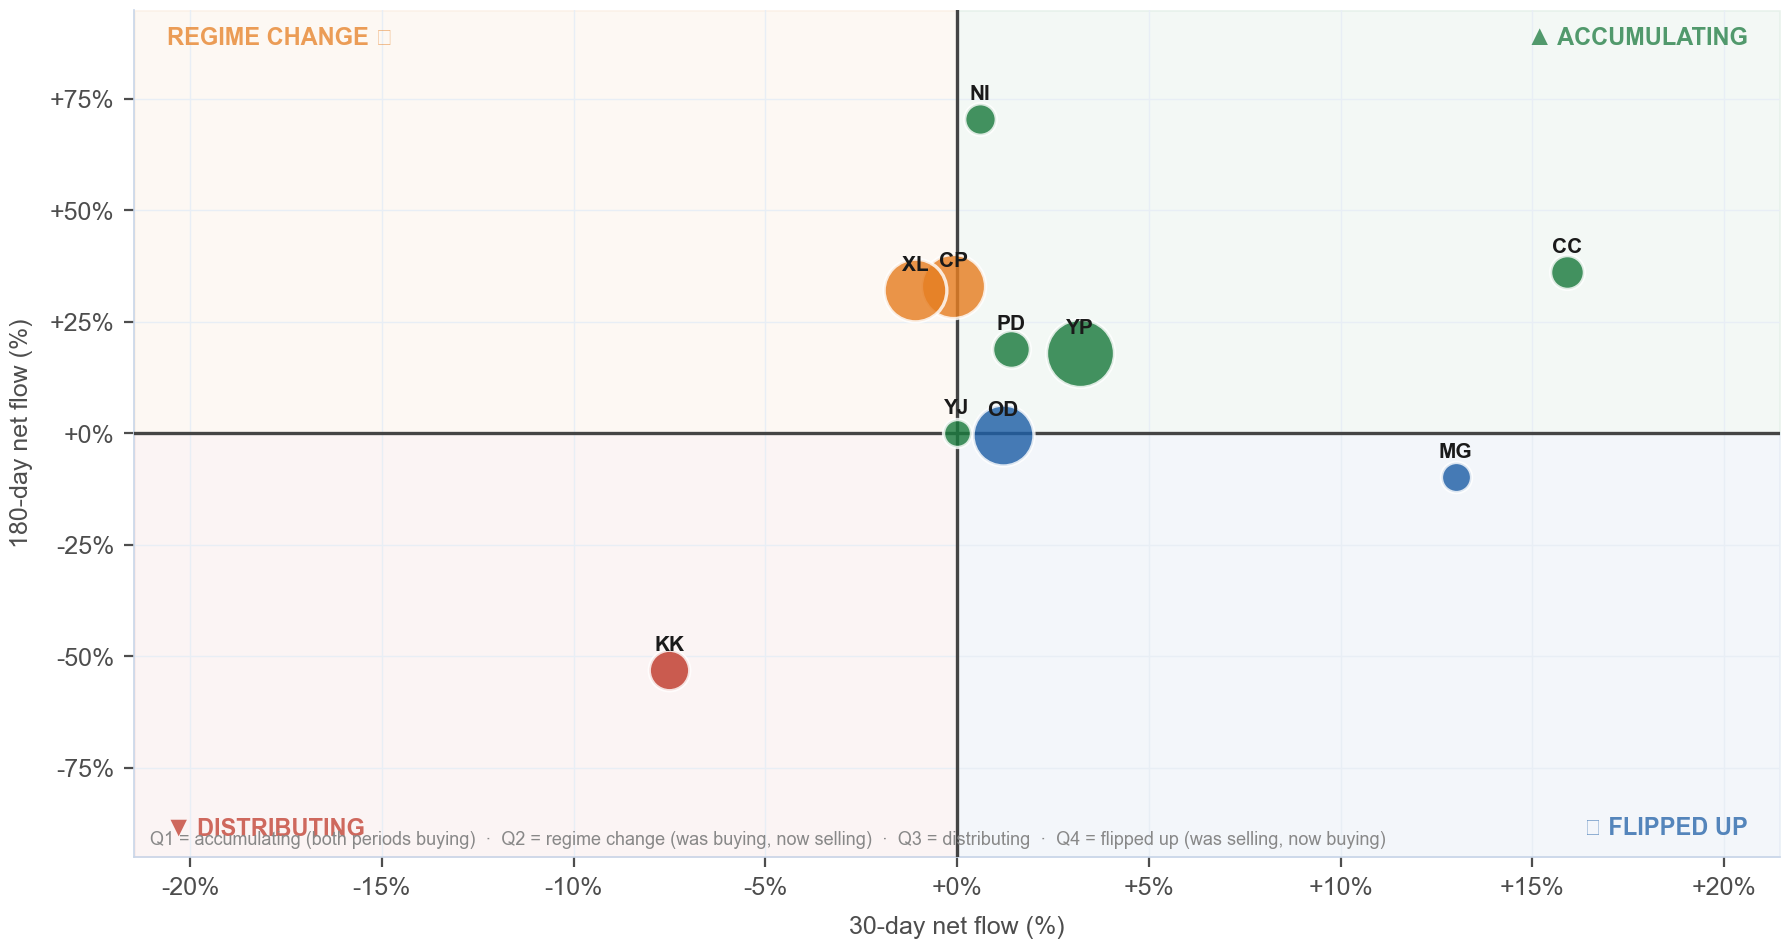 REGIME CHANGE
▲ ACCUMULATING
+75%
+50%
+25%
+0%
-25%
-50%
-75%
180-day net flow (%)
NI
CC
XL
CP
PD
YP
YJ
OD
MG
KK
▼ DISTRIBUTING
FLIPPED UP
Q1 = accumulating (both periods buying) · Q2 = regime change (was buying, now selling) · Q3 = distributing · Q4 = flipped up (was selling, now buying)
-20%
-15%
-10%
-5%
+0%
+5%
+10%
+15%
+20%
30-day net flow (%)